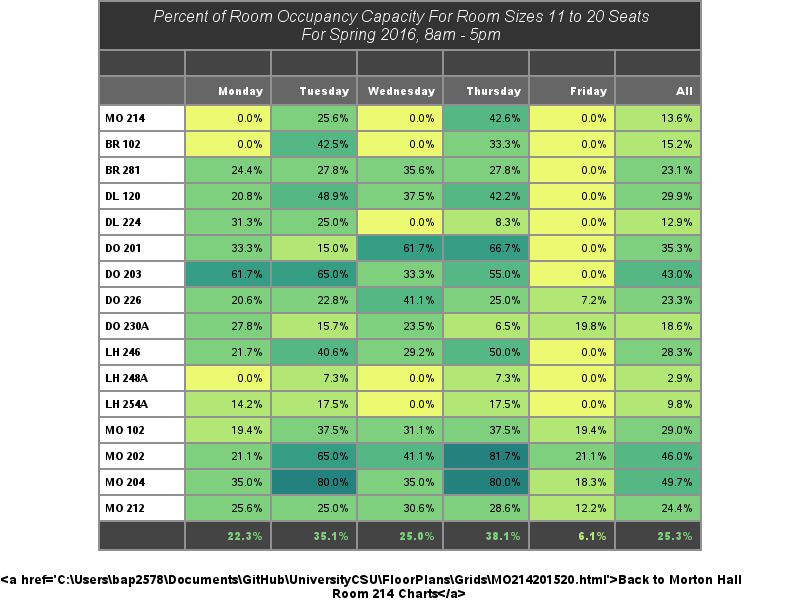 Percent of Room Occupancy Capacity For Room Sizes 11 to 20 Seats
For Spring 2016, 8am - 5pm
Monday Tuesday Wednesday Thursday Friday All
MO 214 0.0% 25.6% 0.0% 42.6% 0.0% 13.6%
BR 102 0.0% 42.5% 0.0% 33.3% 0.0% 15.2%
BR 281 24.4% 27.8% 35.6% 27.8% 0.0% 23.1%
DL 120 20.8% 48.9% 37.5% 42.2% 0.0% 29.9%
DL 224 31.3% 25.0% 0.0% 8.3% 0.0% 12.9%
DO 201 33.3% 15.0% 61.7% 66.7% 0.0% 35.3%
DO 203 61.7% 65.0% 33.3% 55.0% 0.0% 43.0%
DO 226 20.6% 22.8% 41.1% 25.0% 7.2% 23.3%
DO 230A 27.8% 15.7% 23.5% 6.5% 19.8% 18.6%
LH 246 21.7% 40.6% 29.2% 50.0% 0.0% 28.3%
LH 248A 0.0% 7.3% 0.0% 7.3% 0.0% 2.9%
LH 254A 14.2% 17.5% 0.0% 17.5% 0.0% 9.8%
MO 102 19.4% 37.5% 31.1% 37.5% 19.4% 29.0%
MO 202 21.1% 65.0% 41.1% 81.7% 21.1% 46.0%
MO 204 35.0% 80.0% 35.0% 80.0% 18.3% 49.7%
MO 212 25.6% 25.0% 30.6% 28.6% 12.2% 24.4%
22.3% 35.1% 25.0% 38.1% 6.1% 25.3%
<a href='C:\Users\bap2578\Documents\GitHub\UniversityCSU\FloorPlans\Grids\MO214201520.html'>Back to Morton Hall
Room 214 Charts</a>